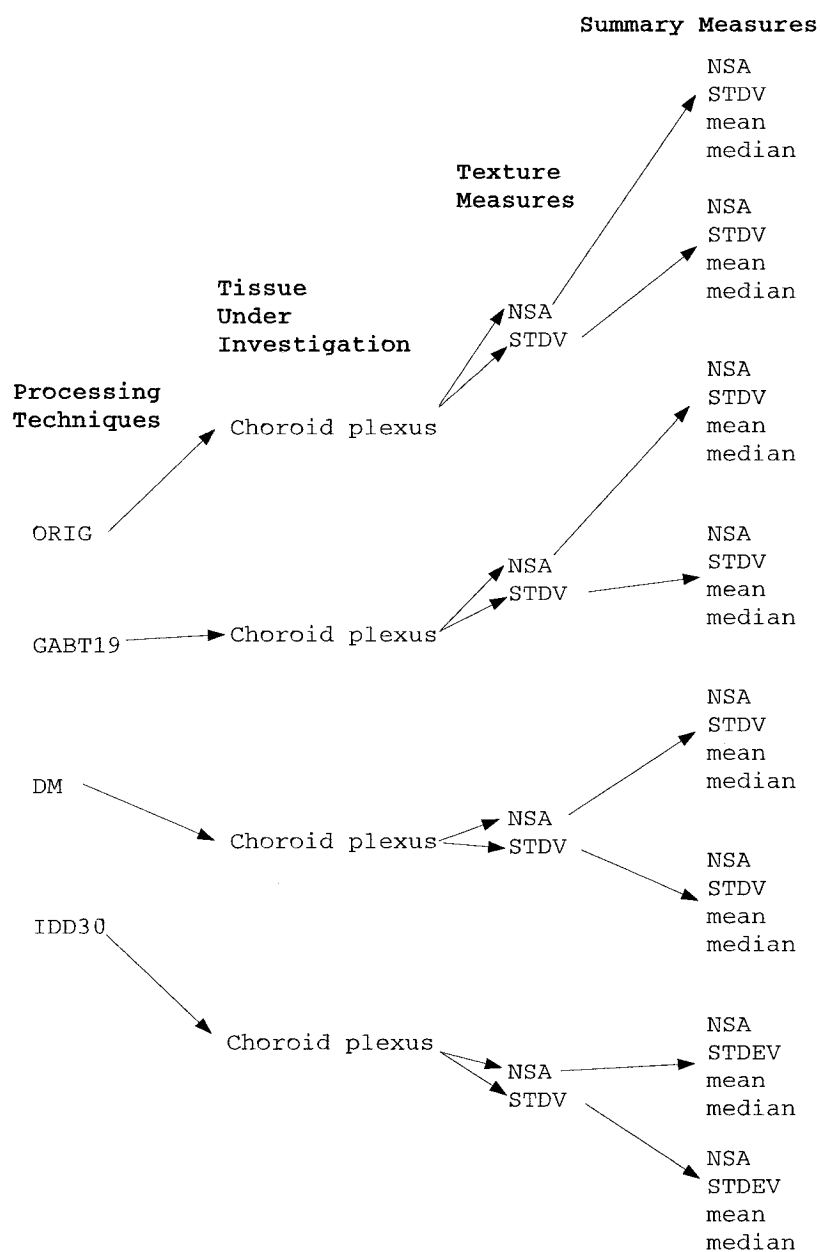 Summary Measures
NSA
STDV
mean
median
Texture
Measures
NSA
STDV
mean
median
Tissue
Under
Investigation
NSA
STDV
Processing
Techniques
Choroid plexus
NSA
STDV
mean
median
ORIG
NSA
STDV
NSA
STDV
mean
median
GABT19
Choroid plexus
NSA
STDV
mean
median
DM
Choroid plexus
NSA
STDV
NSA
STDV
mean
median
IDD30
Choroid plexus
NSA
STDV
NSA
STDEV
mean
median
NSA
STDEV
mean
median